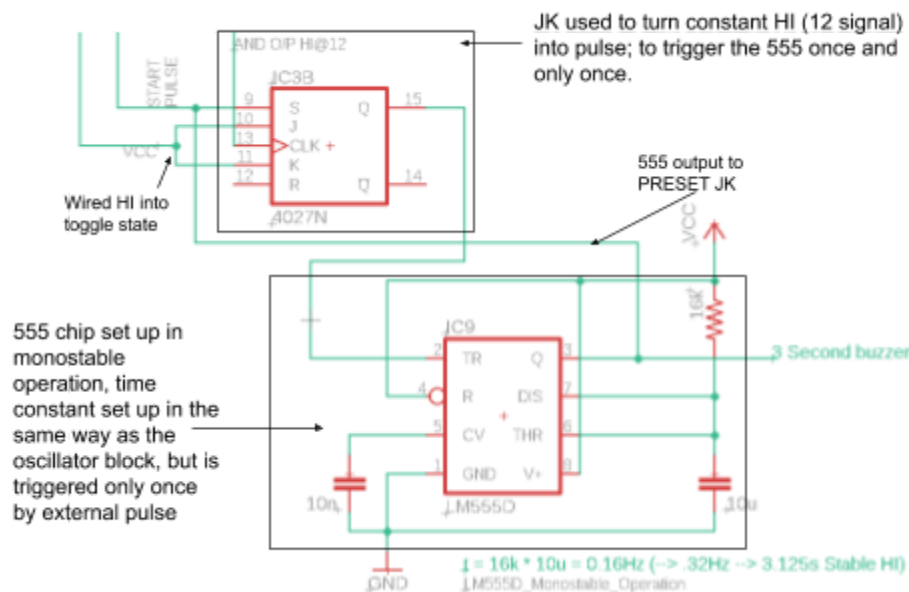 JK used to turn constant HI (12 signal)
into pulse; to trigger the 555 once and
only once.
AND O/P HI@12
IC3B
START
PULSE
9 S Q 15
10 J
13 CLK
11 K
12 R Q 14
VCC
4027N
Wired HI into
toggle state
555 output to
PRESET JK
VCC
16k
555 chip set up in
monostable
operation, time
constant set up in the
same way as the
oscillator block, but is
triggered only once
by external pulse
IC9
2 TR Q 3
4 R DIS 7
5 CV THR 6
1 GND V+ 8
LM555D
10n
10u
3 Second buzzer
GND
t = 16k * 10u = 0.16Hz (--> .32Hz --> 3.125s Stable HI)
LM555D_Monostable_Operation